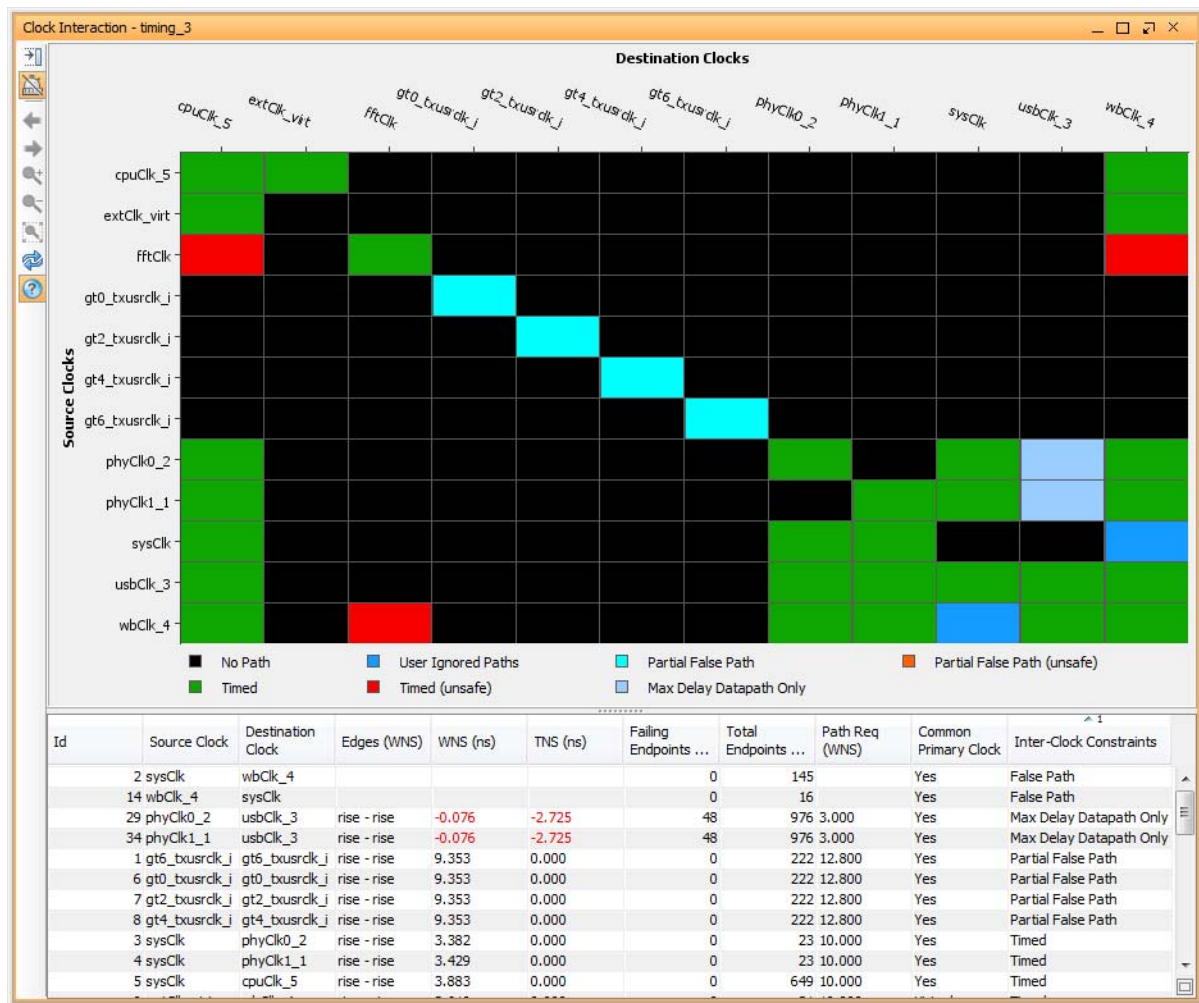 Clock Interaction - timing_3
Destination Clocks
cpuClk_5 extClk_virt fftClk gt0_txusrclk_i gt2_txusrclk_i gt4_txusrclk_i gt6_txusrclk_i phyClk0_2 phyClk1_1 sysClk usbClk_3 wbClk_4
Source Clocks
cpuClk_5
extClk_virt
fftClk
gt0_txusrclk_i
gt2_txusrclk_i
gt4_txusrclk_i
gt6_txusrclk_i
phyClk0_2
phyClk1_1
sysClk
usbClk_3
wbClk_4
No Path User Ignored Paths Partial False Path Partial False Path (unsafe)
Timed Timed (unsafe) Max Delay Datapath Only
Id Source Clock Destination Clock Edges (WNS) WNS (ns) TNS (ns) Failing Endpoints ... Total Endpoints ... Path Req (WNS) Common Primary Clock 1 Inter-Clock Constraints
2 sysClk wbClk_4 0 145 Yes False Path
14 wbClk_4 sysClk 0 16 Yes False Path
29 phyClk0_2 usbClk_3 rise - rise -0.076 -2.725 48 976 3.000 Yes Max Delay Datapath Only
34 phyClk1_1 usbClk_3 rise - rise -0.076 -2.725 48 976 3.000 Yes Max Delay Datapath Only
1 gt6_txusrclk_i gt6_txusrclk_i rise - rise 9.353 0.000 0 222 12.800 Yes Partial False Path
6 gt0_txusrclk_i gt0_txusrclk_i rise - rise 9.353 0.000 0 222 12.800 Yes Partial False Path
7 gt2_txusrclk_i gt2_txusrclk_i rise - rise 9.353 0.000 0 222 12.800 Yes Partial False Path
8 gt4_txusrclk_i gt4_txusrclk_i rise - rise 9.353 0.000 0 222 12.800 Yes Partial False Path
3 sysClk phyClk0_2 rise - rise 3.382 0.000 0 23 10.000 Yes Timed
4 sysClk phyClk1_1 rise - rise 3.429 0.000 0 23 10.000 Yes Timed
5 sysClk cpuClk_5 rise - rise 3.883 0.000 0 649 10.000 Yes Timed